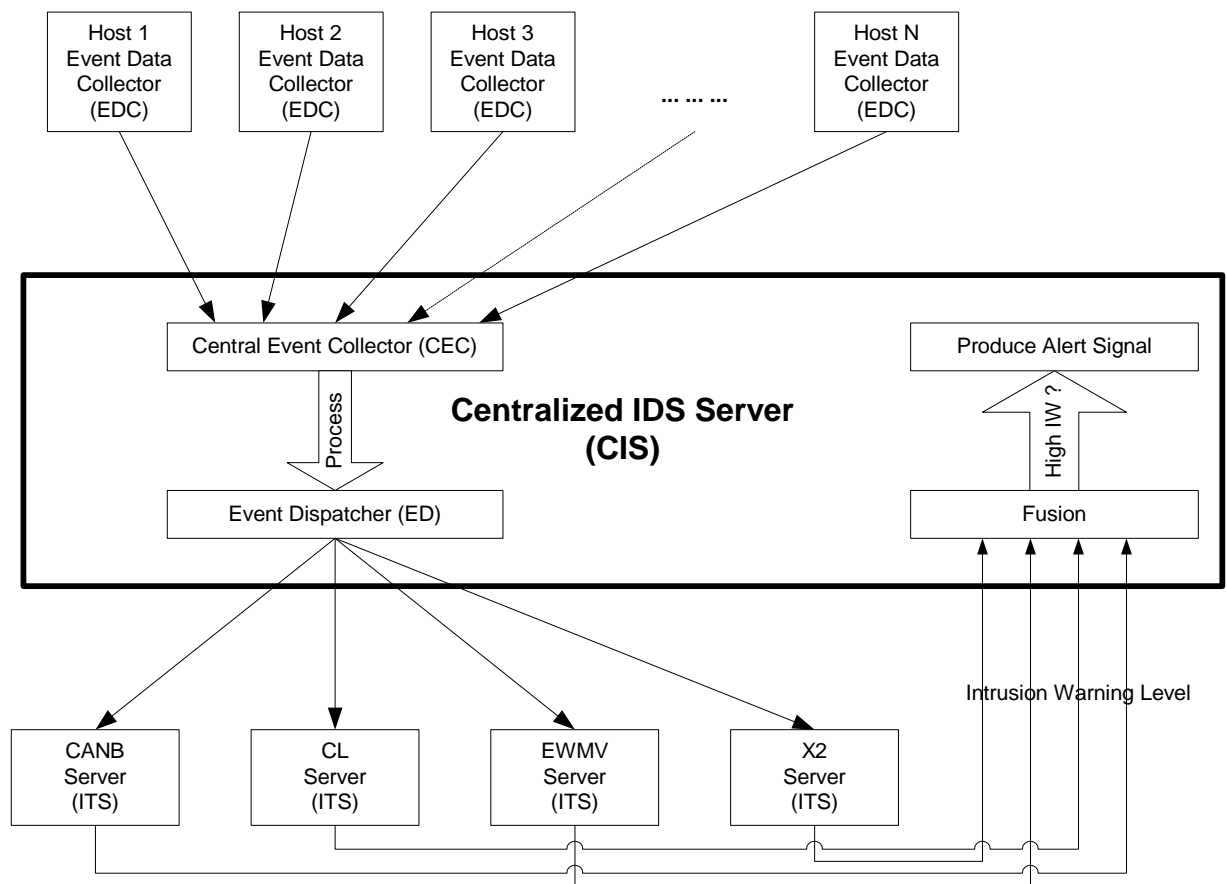 Host 1
Event Data
Collector
(EDC)
Host 2
Event Data
Collector
(EDC)
Host 3
Event Data
Collector
(EDC)
... ... ...
Host N
Event Data
Collector
(EDC)
Central Event Collector (CEC)
Produce Alert Signal
Process
Centralized IDS Server
(CIS)
High IW ?
Event Dispatcher (ED)
Fusion
Intrusion Warning Level
CANB
Server
(ITS)
CL
Server
(ITS)
EWMV
Server
(ITS)
X2
Server
(ITS)